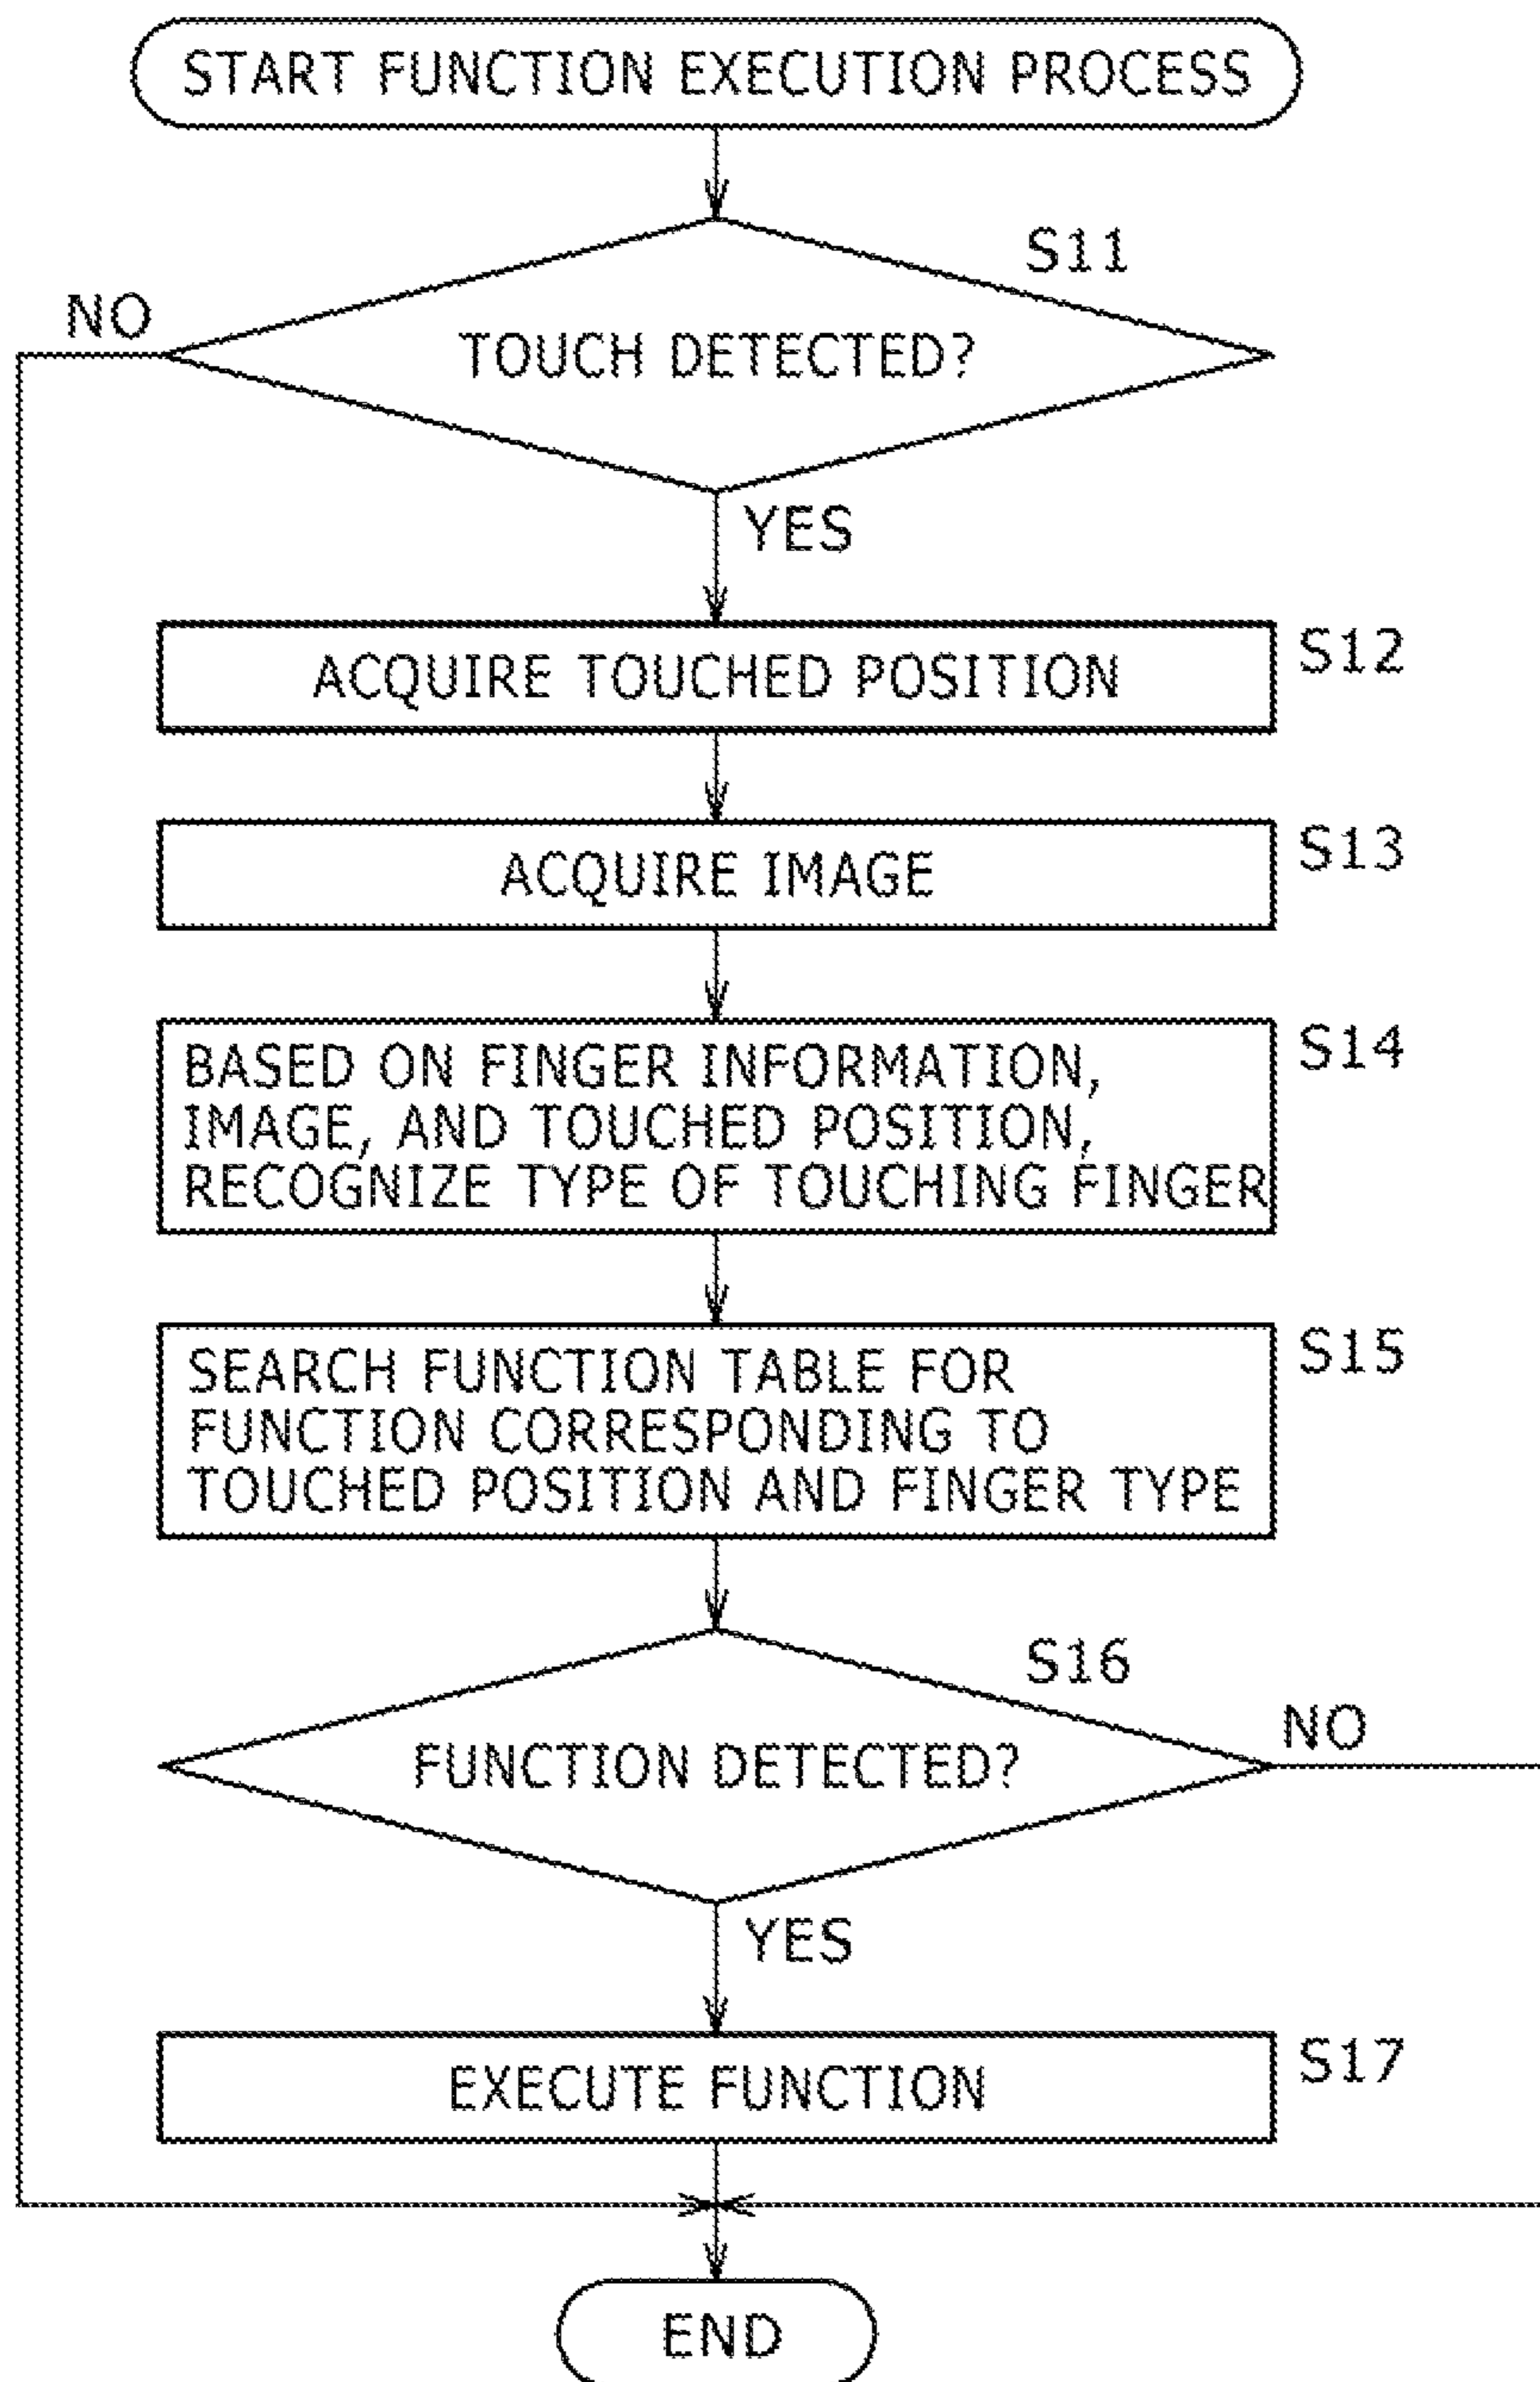 START FUNCTION EXECUTION PROCESS
S11
NO
TOUCH DETECTED?
YES
S12
ACQUIRE TOUCHED POSITION
S13
ACQUIRE IMAGE
S14
BASED ON FINGER INFORMATION,
IMAGE, AND TOUCHED POSITION,
RECOGNIZE TYPE OF TOUCHING FINGER
S15
SEARCH FUNCTION TABLE FOR
FUNCTION CORRESPONDING TO
TOUCHED POSITION AND FINGER TYPE
S16
NO
FUNCTION DETECTED?
YES
S17
EXECUTE FUNCTION
END